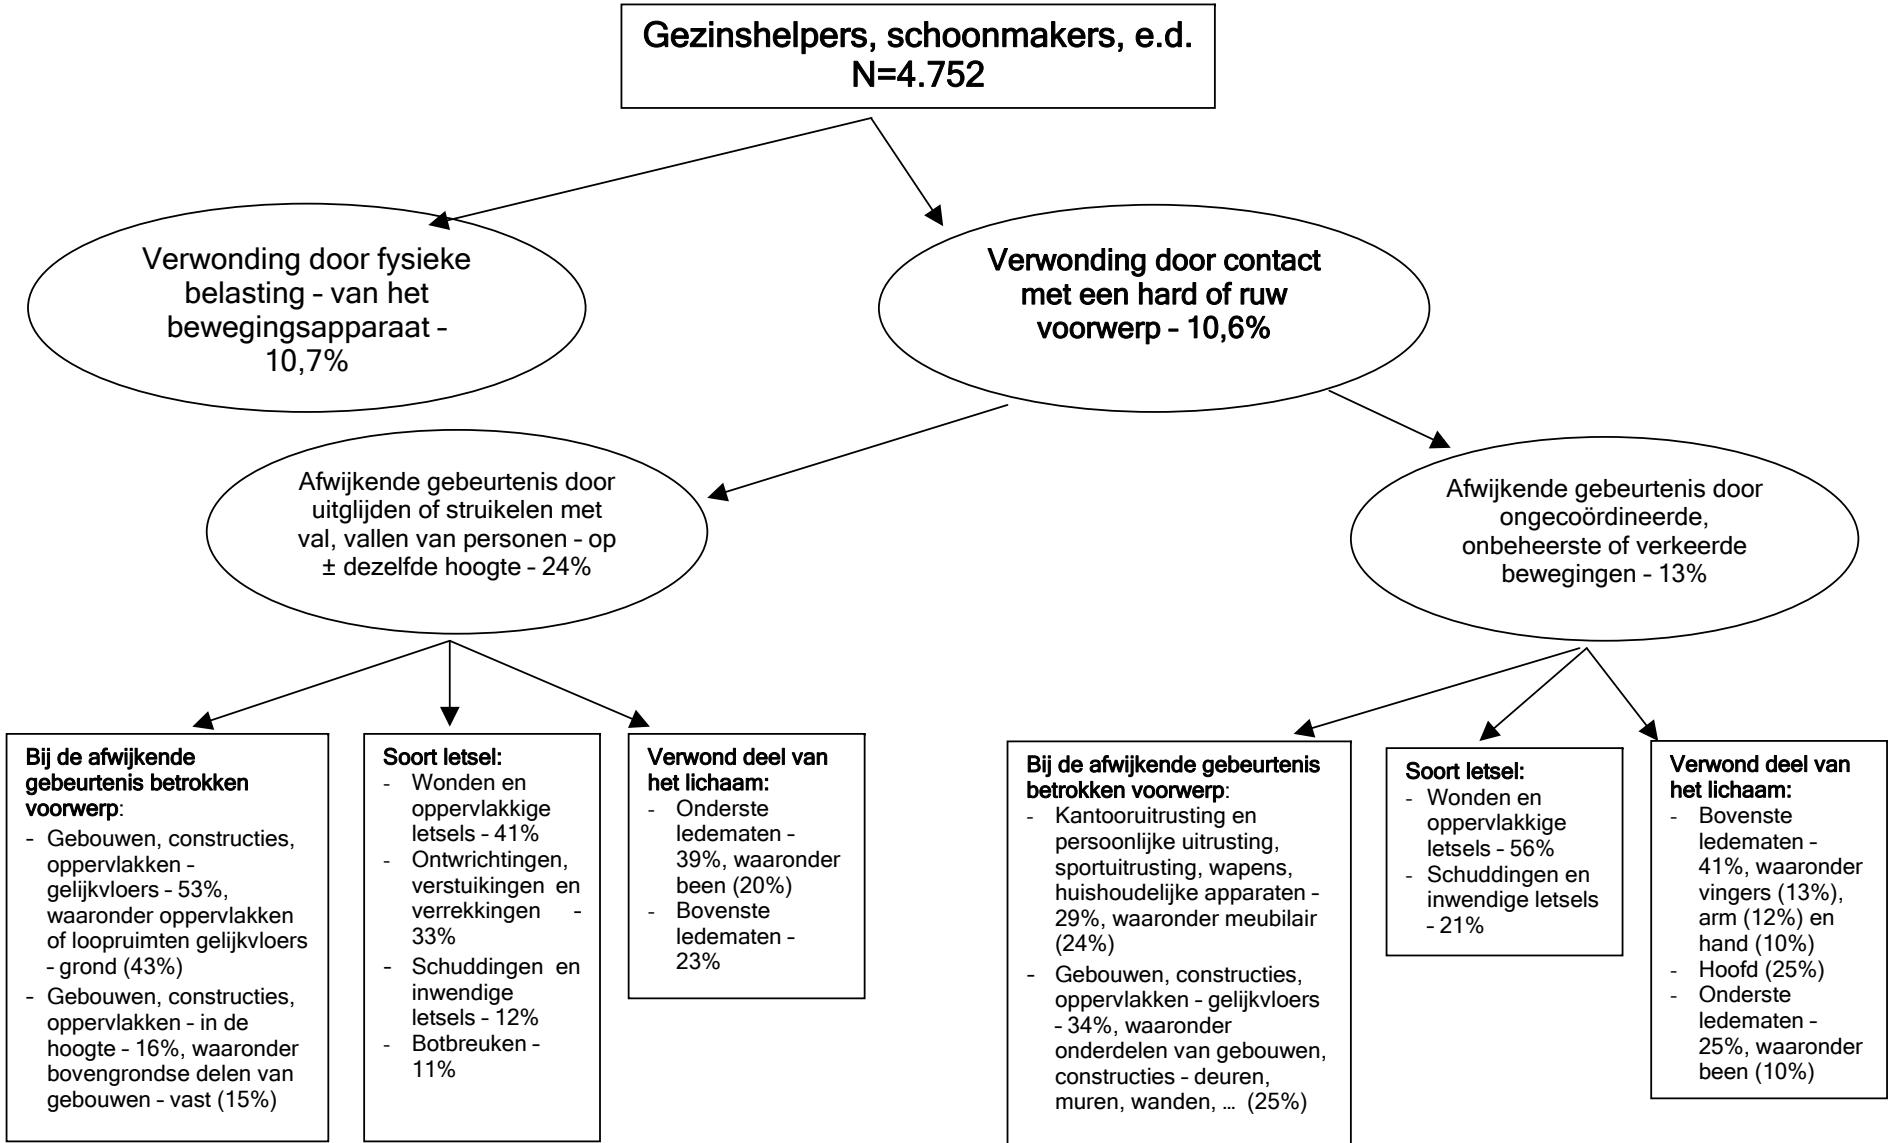 Gezinshelpers, schoonmakers, e.d.
N=4.752
Verwonding door fysieke
belasting - van het
bewegingsapparaat -
10,7%
Verwonding door contact
met een hard of ruw
voorwerp - 10,6%
Afwijkende gebeurtenis door
uitglijden of struikelen met
val, vallen van personen - op
± dezelfde hoogte - 24%
Afwijkende gebeurtenis door
ongecoördineerde,
onbeheerste of verkeerde
bewegingen - 13%
Bij de afwijkende
gebeurtenis betrokken
voorwerp:
- Gebouwen, constructies,
oppervlakken -
gelijkvloers - 53%,
waaronder oppervlakken
of loopruimten gelijkvloers
- grond (43%)
- Gebouwen, constructies,
oppervlakken - in de
hoogte - 16%, waaronder
bovengrondse delen van
gebouwen - vast (15%)
Soort letsel:
- Wonden en
oppervlakkige
letsels - 41%
- Ontwrichtingen,
verstuikingen en
verrekkingen -
33%
- Schuddingen en
inwendige
letsels - 12%
- Botbreuken -
11%
Verwond deel van
het lichaam:
- Onderste
ledematen -
39%, waaronder
been (20%)
- Bovenste
ledematen -
23%
Bij de afwijkende gebeurtenis
betrokken voorwerp:
- Kantooruitrusting en
persoonlijke uitrusting,
sportuitrusting, wapens,
huishoudelijke apparaten -
29%, waaronder meubilair
(24%)
- Gebouwen, constructies,
oppervlakken - gelijkvloers
- 34%, waaronder
onderdelen van gebouwen,
constructies - deuren,
muren, wanden, … (25%)
Soort letsel:
- Wonden en
oppervlakkige
letsels - 56%
- Schuddingen en
inwendige letsels
- 21%
Verwond deel van
het lichaam:
- Bovenste
ledematen -
41%, waaronder
vingers (13%),
arm (12%) en
hand (10%)
- Hoofd (25%)
- Onderste
ledematen -
25%, waaronder
been (10%)